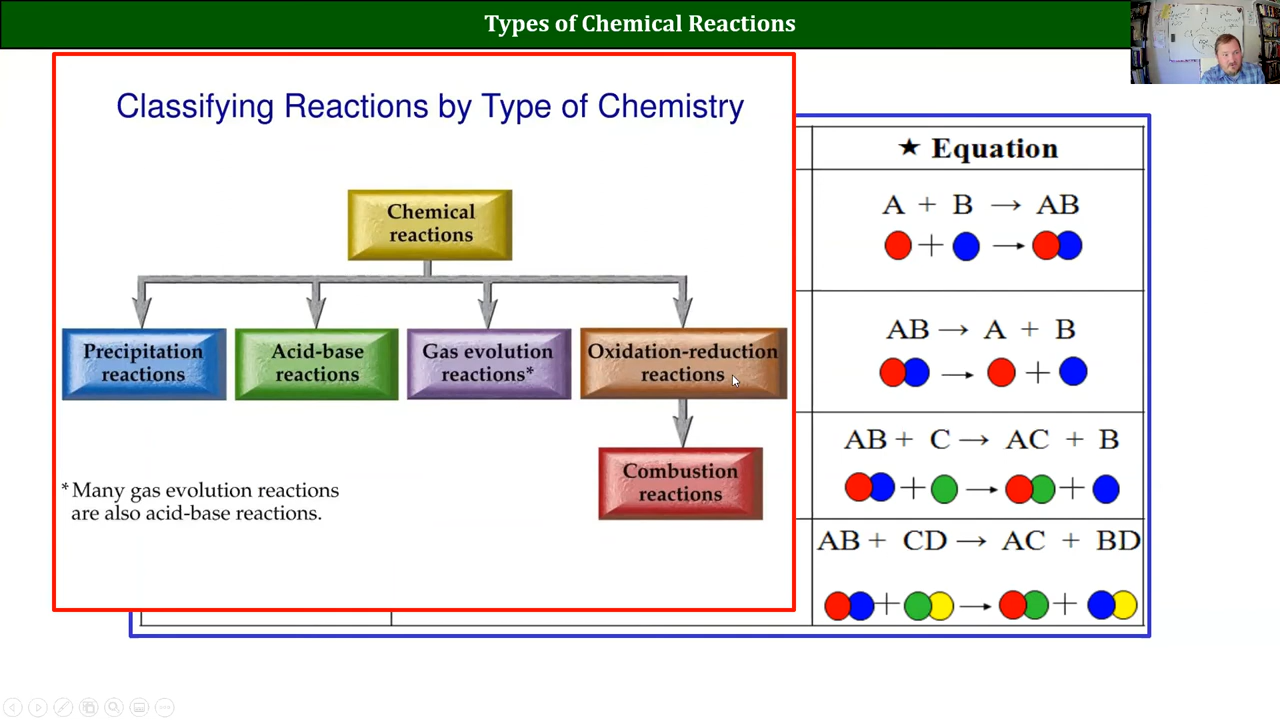 Types of Chemical Reactions
Classifying Reactions by Type of Chemistry
Chemical
reactions
Precipitation
reactions
Acid-base
reactions
Gas evolution
reactions*
Oxidation-reduction
reactions
Combustion
reactions
* Many gas evolution reactions
are also acid-base reactions.
★ Equation
A + B → AB
+ →
AB → A + B
→ +
AB + C → AC + B
+ → +
AB + CD → AC + BD
+ → +